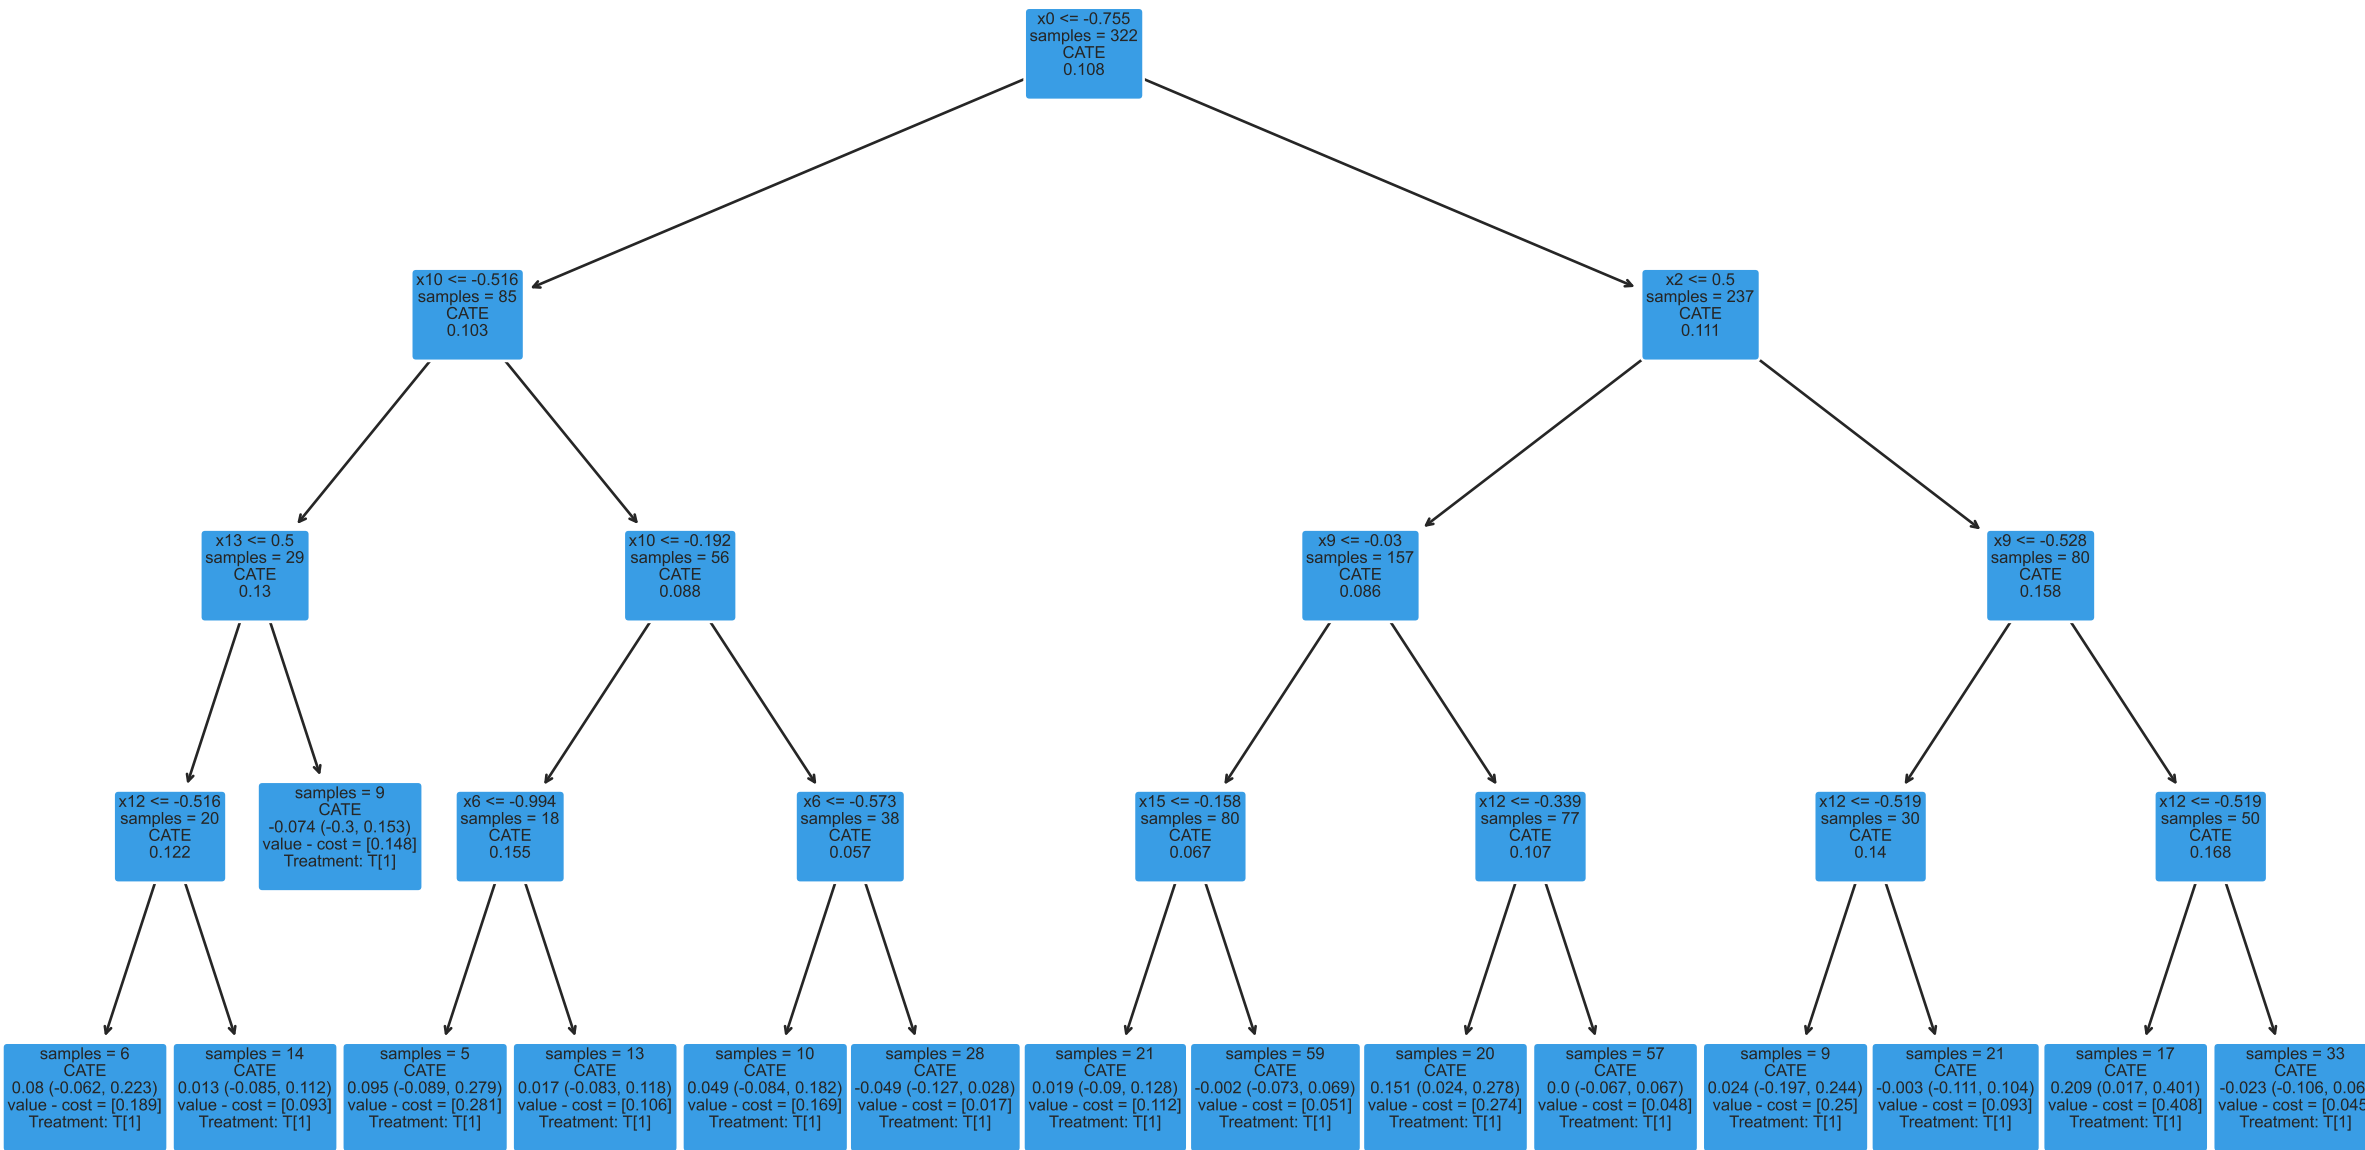 x0 <= -0.755
samples = 322
CATE
0.108
x10 <= -0.516
samples = 85
CATE
0.103
x2 <= 0.5
samples = 237
CATE
0.111
x13 <= 0.5
samples = 29
CATE
0.13
x10 <= -0.192
samples = 56
CATE
0.088
x9 <= -0.03
samples = 157
CATE
0.086
x9 <= -0.528
samples = 80
CATE
0.158
x12 <= -0.516
samples = 20
CATE
0.122
samples = 9
CATE
-0.074 (-0.3, 0.153)
value - cost = [0.148]
Treatment: T[1]
x6 <= -0.994
samples = 18
CATE
0.155
x6 <= -0.573
samples = 38
CATE
0.057
x15 <= -0.158
samples = 80
CATE
0.067
x12 <= -0.339
samples = 77
CATE
0.107
x12 <= -0.519
samples = 30
CATE
0.14
x12 <= -0.519
samples = 50
CATE
0.168
samples = 6
CATE
0.08 (-0.062, 0.223)
value - cost = [0.189]
Treatment: T[1]
samples = 14
CATE
0.013 (-0.085, 0.112)
value - cost = [0.093]
Treatment: T[1]
samples = 5
CATE
0.095 (-0.089, 0.279)
value - cost = [0.281]
Treatment: T[1]
samples = 13
CATE
0.017 (-0.083, 0.118)
value - cost = [0.106]
Treatment: T[1]
samples = 10
CATE
0.049 (-0.084, 0.182)
value - cost = [0.169]
Treatment: T[1]
samples = 28
CATE
-0.049 (-0.127, 0.028)
value - cost = [0.017]
Treatment: T[1]
samples = 21
CATE
0.019 (-0.09, 0.128)
value - cost = [0.112]
Treatment: T[1]
samples = 59
CATE
-0.002 (-0.073, 0.069)
value - cost = [0.051]
Treatment: T[1]
samples = 20
CATE
0.151 (0.024, 0.278)
value - cost = [0.274]
Treatment: T[1]
samples = 57
CATE
0.0 (-0.067, 0.067)
value - cost = [0.048]
Treatment: T[1]
samples = 9
CATE
0.024 (-0.197, 0.244)
value - cost = [0.25]
Treatment: T[1]
samples = 21
CATE
-0.003 (-0.111, 0.104)
value - cost = [0.093]
Treatment: T[1]
samples = 17
CATE
0.209 (0.017, 0.401)
value - cost = [0.408]
Treatment: T[1]
samples = 33
CATE
-0.023 (-0.106, 0.06
value - cost = [0.045
Treatment: T[1]